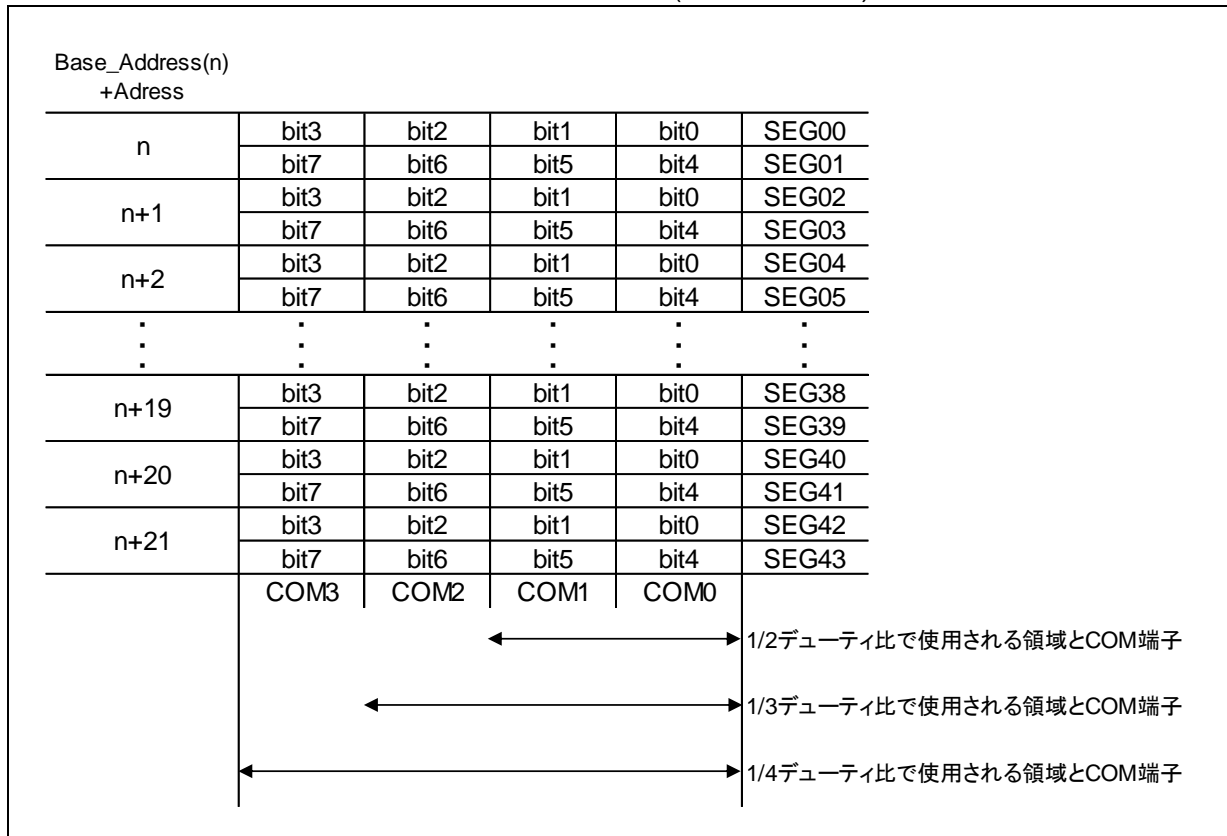 Base_Address(n)
+Adress
n bit3 bit2 bit1 bit0 SEG00
bit7 bit6 bit5 bit4 SEG01
n+1 bit3 bit2 bit1 bit0 SEG02
bit7 bit6 bit5 bit4 SEG03
n+2 bit3 bit2 bit1 bit0 SEG04
bit7 bit6 bit5 bit4 SEG05
n+19 bit3 bit2 bit1 bit0 SEG38
bit7 bit6 bit5 bit4 SEG39
n+20 bit3 bit2 bit1 bit0 SEG40
bit7 bit6 bit5 bit4 SEG41
n+21 bit3 bit2 bit1 bit0 SEG42
bit7 bit6 bit5 bit4 SEG43
COM3 COM2 COM1 COM0
1/2デューティ比で使用される領域とCOM端子
1/3デューティ比で使用される領域とCOM端子
1/4デューティ比で使用される領域とCOM端子